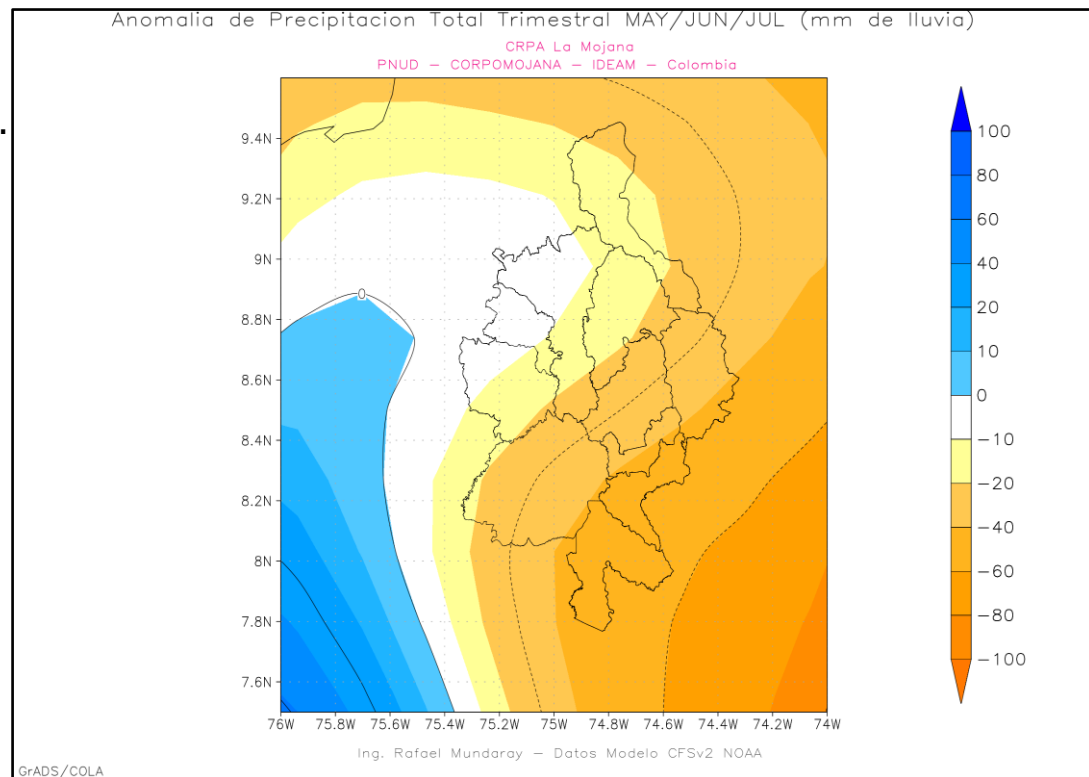 Anomalia de Precipitacion Total Trimestral MAY/JUN/JUL (mm de lluvia)
CRPA La Mojana
PNUD – CORPOMOJANA – IDEAM – Colombia
9.4N
9.2N
9N
8.8N
8.6N
8.4N
8.2N
8N
7.8N
7.6N
0
76W 75.8W 75.6W 75.4W 75.2W 75W 74.8W 74.6W 74.4W 74.2W 74W
100
80
60
40
20
10
0
−10
−20
−40
−60
−80
−100
Ing. Rafael Mundaray – Datos Modelo CFSv2 NOAA
GrADS/COLA